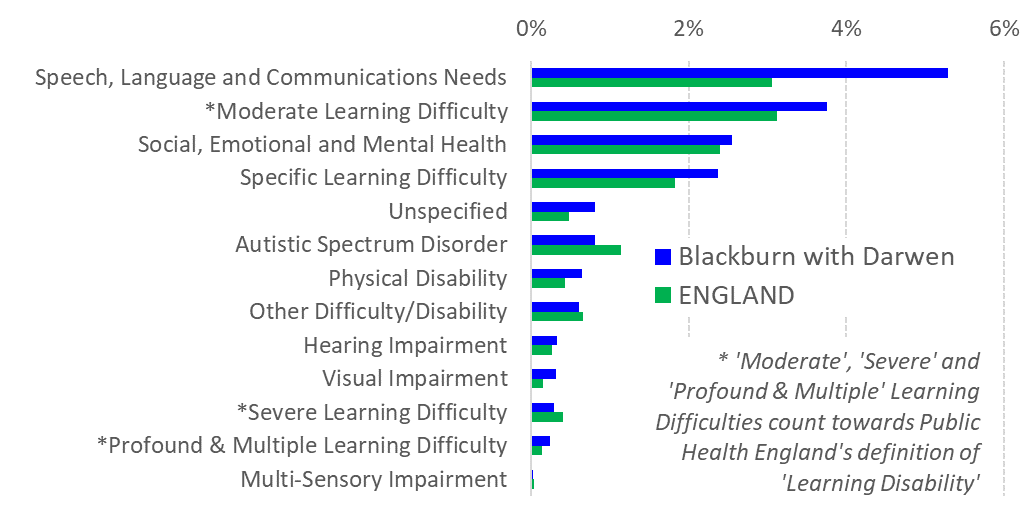 0% 2% 4% 6%
Speech, Language and Communications Needs
*Moderate Learning Difficulty
Social, Emotional and Mental Health
Specific Learning Difficulty
Unspecified
Autistic Spectrum Disorder
Physical Disability
Other Difficulty/Disability
Hearing Impairment
Visual Impairment
*Severe Learning Difficulty
*Profound & Multiple Learning Difficulty
Multi-Sensory Impairment
Blackburn with Darwen
ENGLAND
* 'Moderate', 'Severe' and
'Profound & Multiple' Learning
Difficulties count towards Public
Health England's definition of
'Learning Disability'